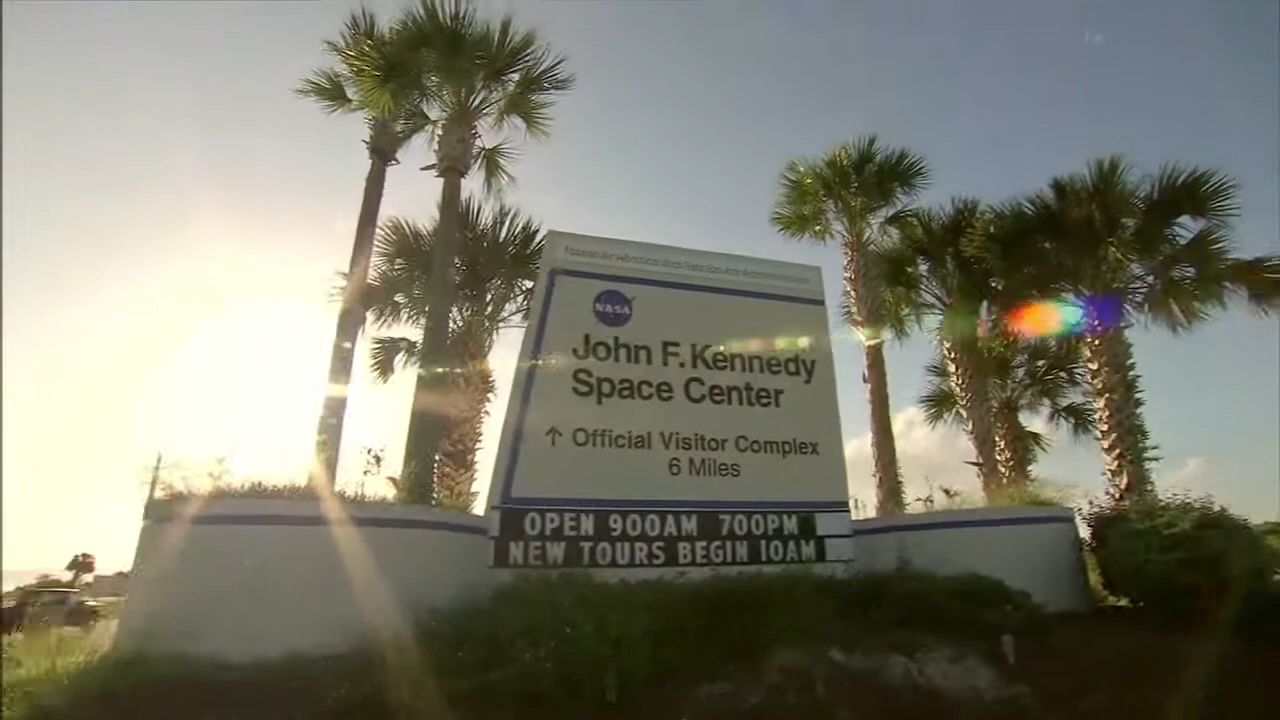 NASA
John F. Kennedy
Space Center
↑ Official Visitor Complex
6 Miles
OPEN 900AM 700PM
NEW TOURS BEGIN 10AM